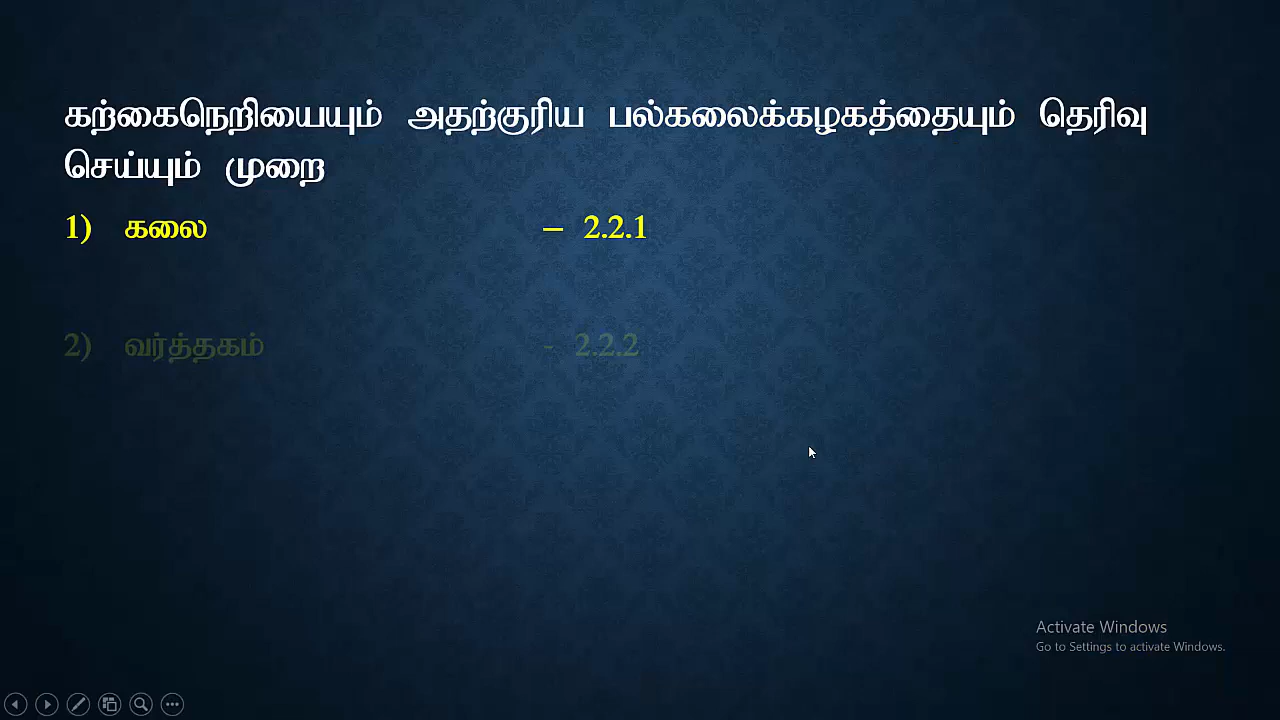 கற்கைநெறியையும் அதற்குரிய பல்கலைக்கழகத்தையும் தெரிவு
செய்யும் முறை
1) கலை – 2.2.1
2) வர்த்தகம் - 2.2.2
Activate Windows
Go to Settings to activate Windows.